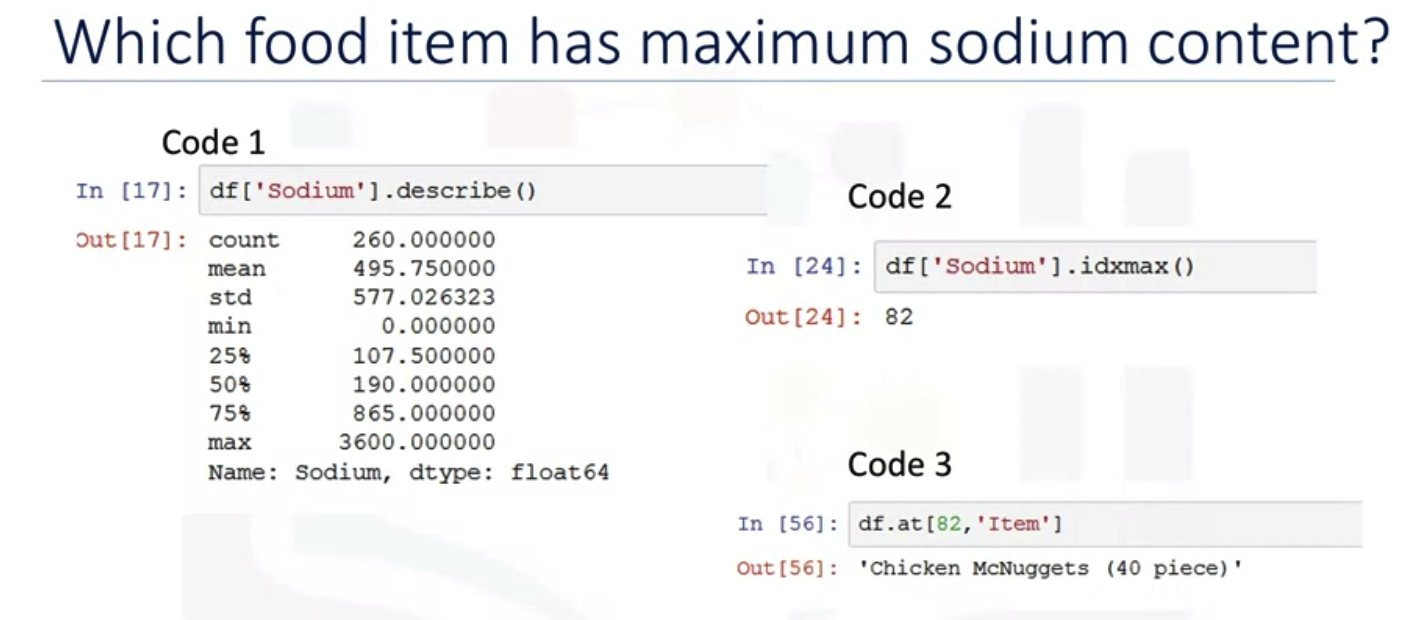 Which food item has maximum sodium content?
Code 1
In [17]: df['Sodium'].describe()
Out[17]: count 260.000000
mean 495.750000
std 577.026323
min 0.000000
25% 107.500000
50% 190.000000
75% 865.000000
max 3600.000000
Name: Sodium, dtype: float64
Code 2
In [24]: df['Sodium'].idxmax()
Out[24]: 82
Code 3
In [56]: df.at[82,'Item']
Out[56]: 'Chicken McNuggets (40 piece)'